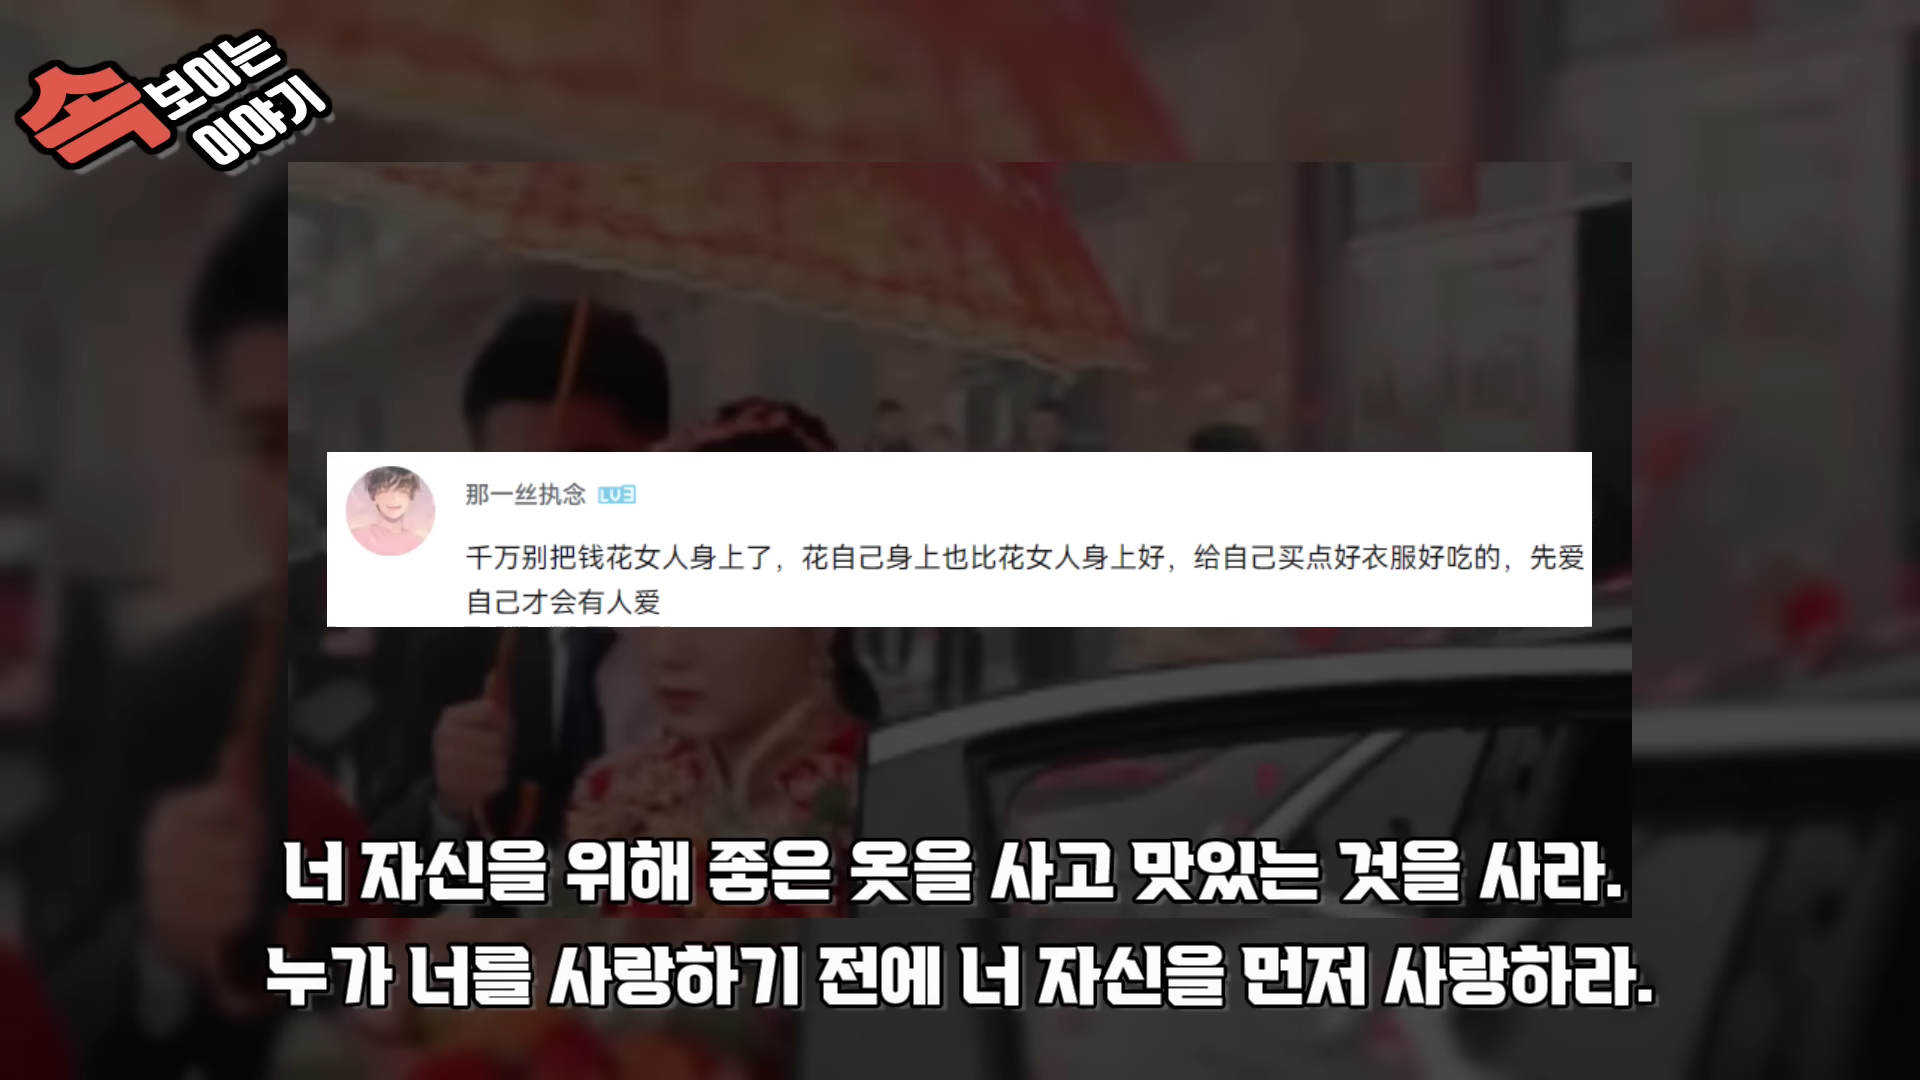 속보이는
이야기
那一丝执念 LV3
千万别把钱花女人身上了，花自己身上也比花女人身上好，给自己买点好衣服好吃的，先爱
自己才会有人爱
너 자신을 위해 좋은 옷을 사고 맛있는 것을 사라.
누가 너를 사랑하기 전에 너 자신을 먼저 사랑하라.